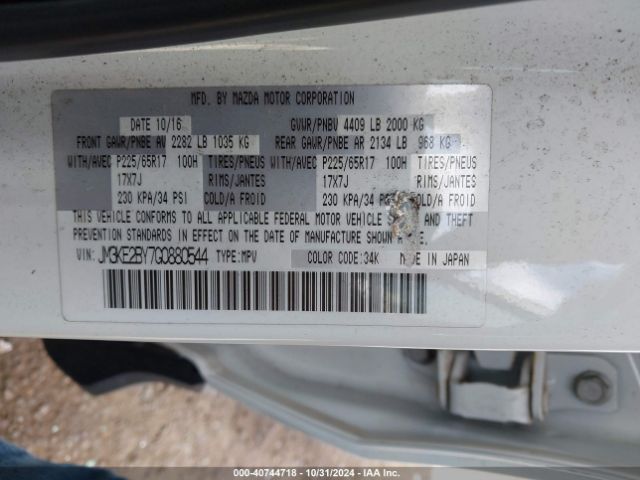 MFD. BY MAZDA MOTOR CORPORATION
DATE 10/16 GVWR/PNBV 4409 LB 2000 KG
FRONT GAWR/PNBE AV 2282 LB 1035 KG REAR GAWR/PNBE AR 2134 LB 968 KG
WITH/AVEC P225/65R17 100H TIRES/PNEUS WITH/AVEC P225/65R17 100H TIRES/PNEUS
17X7J RIMS/JANTES 17X7J RIMS/JANTES
230 KPA/34 PSI COLD/A FROID 230 KPA/34 PSI COLD/A FROID
THIS VEHICLE CONFORMS TO ALL APPLICABLE FEDERAL MOTOR VEHICLE AND THEFT
PREVENTION STANDARDS IN EFFECT ON THE DATE OF MANUFACTURE SHOWN
VIN: JM3KE2BY7G0880544 TYPE:MPV COLOR CODE:34K MADE IN JAPAN
000-40744718 - 10/31/2024 - IAA Inc.